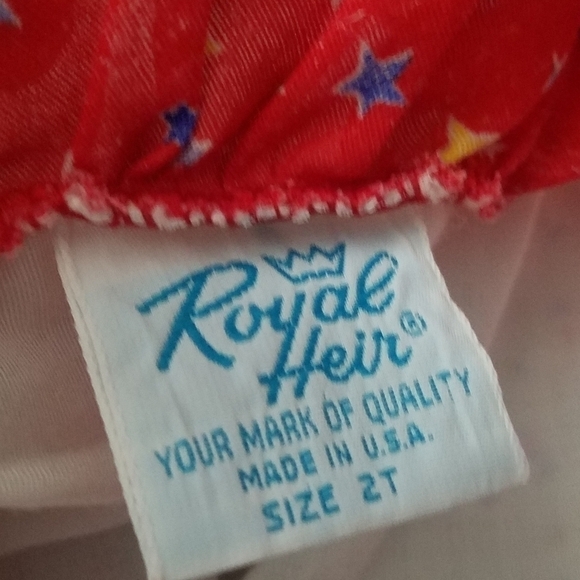 Royal
Heir®
YOUR MARK OF QUALITY
MADE IN U.S.A.
SIZE 2T